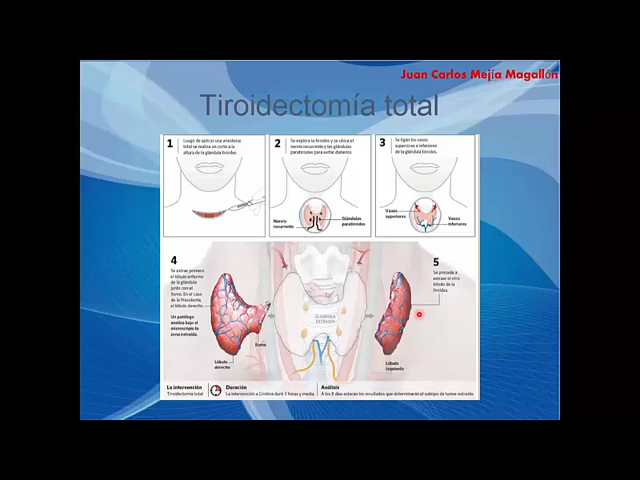 Juan Carlos Mejía Magallón
Tiroidectomía total
1
Luego de aplicar una anestesia
total se realiza un corte a la
altura de la glándula tiroides.
2
Se explora la tiroides y se ubica el
nervio recurrente y las glándulas
paratiroides para evitar dañarlos.
Nervio
recurrente
Glándulas
paratiroides
3
Se ligan los vasos
superiores e inferiores
de la glándula tiroides.
Vasos
superiores
Vasos
inferiores
4
Se extrae primero
el lóbulo enfermo
de la glándula
junto con el
itsmo. En el caso
de la Presidenta,
el lóbulo derecho.
Un patólogo
analiza bajo el
microscopio la
zona extraída.
Lóbulo
derecho
Itsmo
GLÁNDULA
EXTRAÍDA
5
Se procede a
extraer el otro
lóbulo de la
tiroides.
Lóbulo
izquierdo
La intervención
Tiroidectomía total
Duración
La intervención a Cristina duró 3 horas y media.
Análisis
A los 8 días estarán los resultados que determinarán el subtipo de tumor extraído.